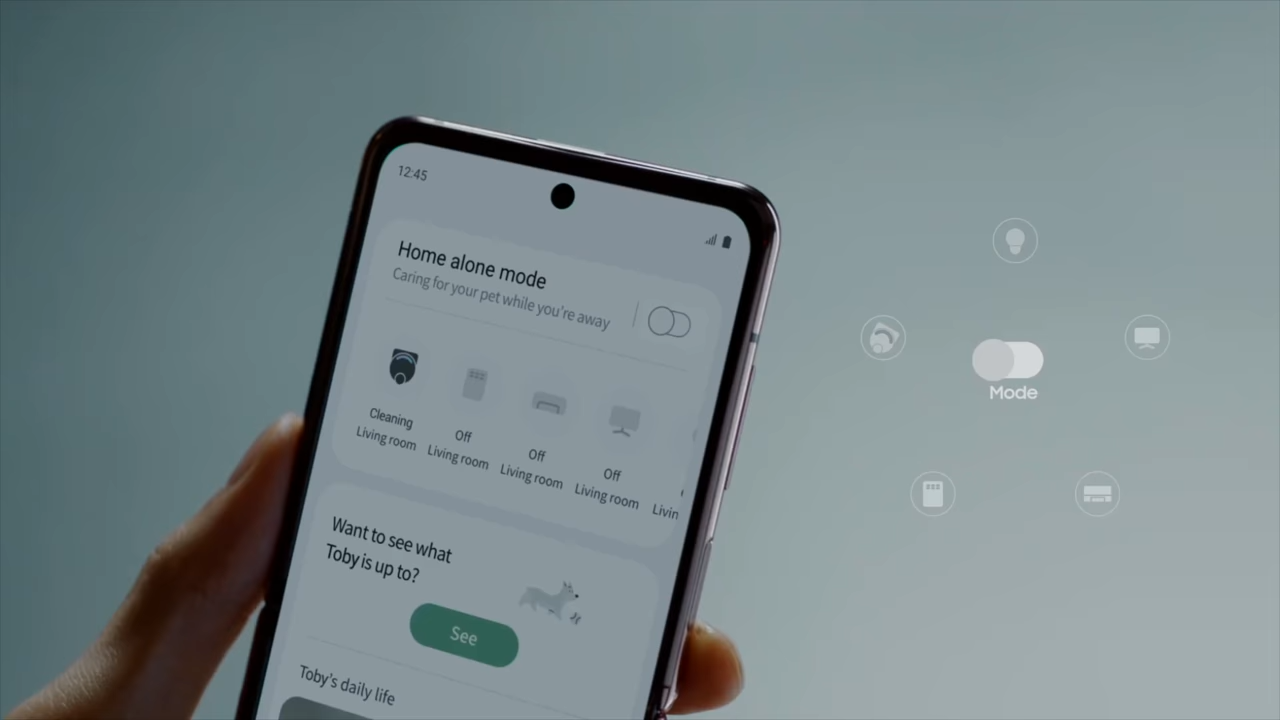 12:45
Home alone mode
Caring for your pet while you're away
Cleaning
Living room
Off
Living room
Off
Living room
Off
Living room
Livin
Want to see what
Toby is up to?
See
Toby's daily life
Mode